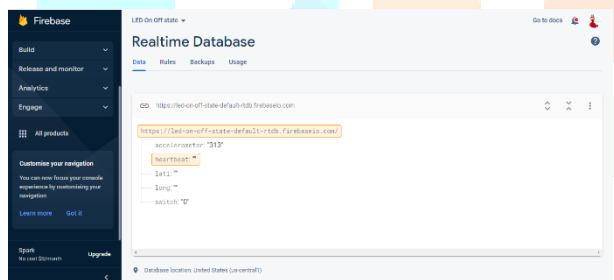 Firebase
LED On Off state
Go to docs
Realtime Database
Build
Release and monitor
Analytics
Engage
All products
Data Rules Backups Usage
https://led-on-off-state-default-rtdb.firebaseio.com
https://led-on-off-state-default-rtdb.firebaseio.com/
accelerometer: "313"
heartbeat: ""
lati: ""
long: ""
switch: "0"
Customise your navigation
You can now focus your console
experience by customising your
navigation
Learn more Got it
Spark
No cost $0/month
Upgrade
Database location: United States (us-central1)